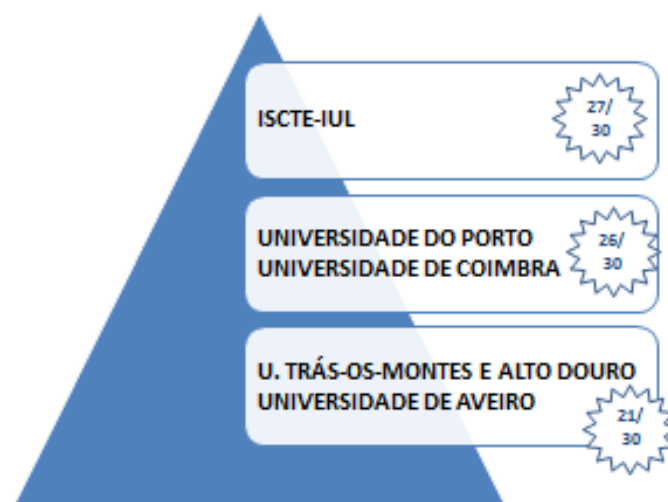 ISCTE-IUL
27/
30
UNIVERSIDADE DO PORTO
UNIVERSIDADE DE COIMBRA
26/
30
U. TRÁS-OS-MONTES E ALTO DOURO
UNIVERSIDADE DE AVEIRO
21/
30